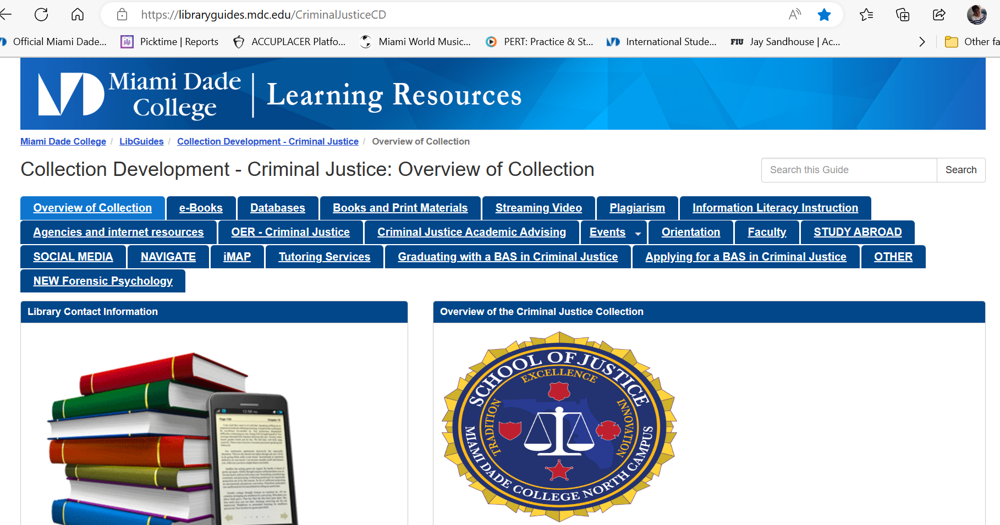 https://libraryguides.mdc.edu/CriminalJusticeCD
Official Miami Dade...
Picktime | Reports
ACCUPLACER Platfo...
Miami World Music...
PERT: Practice & St...
International Stude...
FIU Jay Sandhouse | Ac...
Other fa
Miami Dade College | Learning Resources
Miami Dade College / LibGuides / Collection Development - Criminal Justice / Overview of Collection
Collection Development - Criminal Justice: Overview of Collection
Search this Guide
Search
Overview of Collection
e-Books
Databases
Books and Print Materials
Streaming Video
Plagiarism
Information Literacy Instruction
Agencies and internet resources
OER - Criminal Justice
Criminal Justice Academic Advising
Events
Orientation
Faculty
STUDY ABROAD
SOCIAL MEDIA
NAVIGATE
iMAP
Tutoring Services
Graduating with a BAS in Criminal Justice
Applying for a BAS in Criminal Justice
OTHER
NEW Forensic Psychology
Library Contact Information
12:56 PM
Overview of the Criminal Justice Collection
SCHOOL OF JUSTICE
EXCELLENCE
TRADITION
INNOVATION
MIAMI DADE COLLEGE NORTH CAMPUS